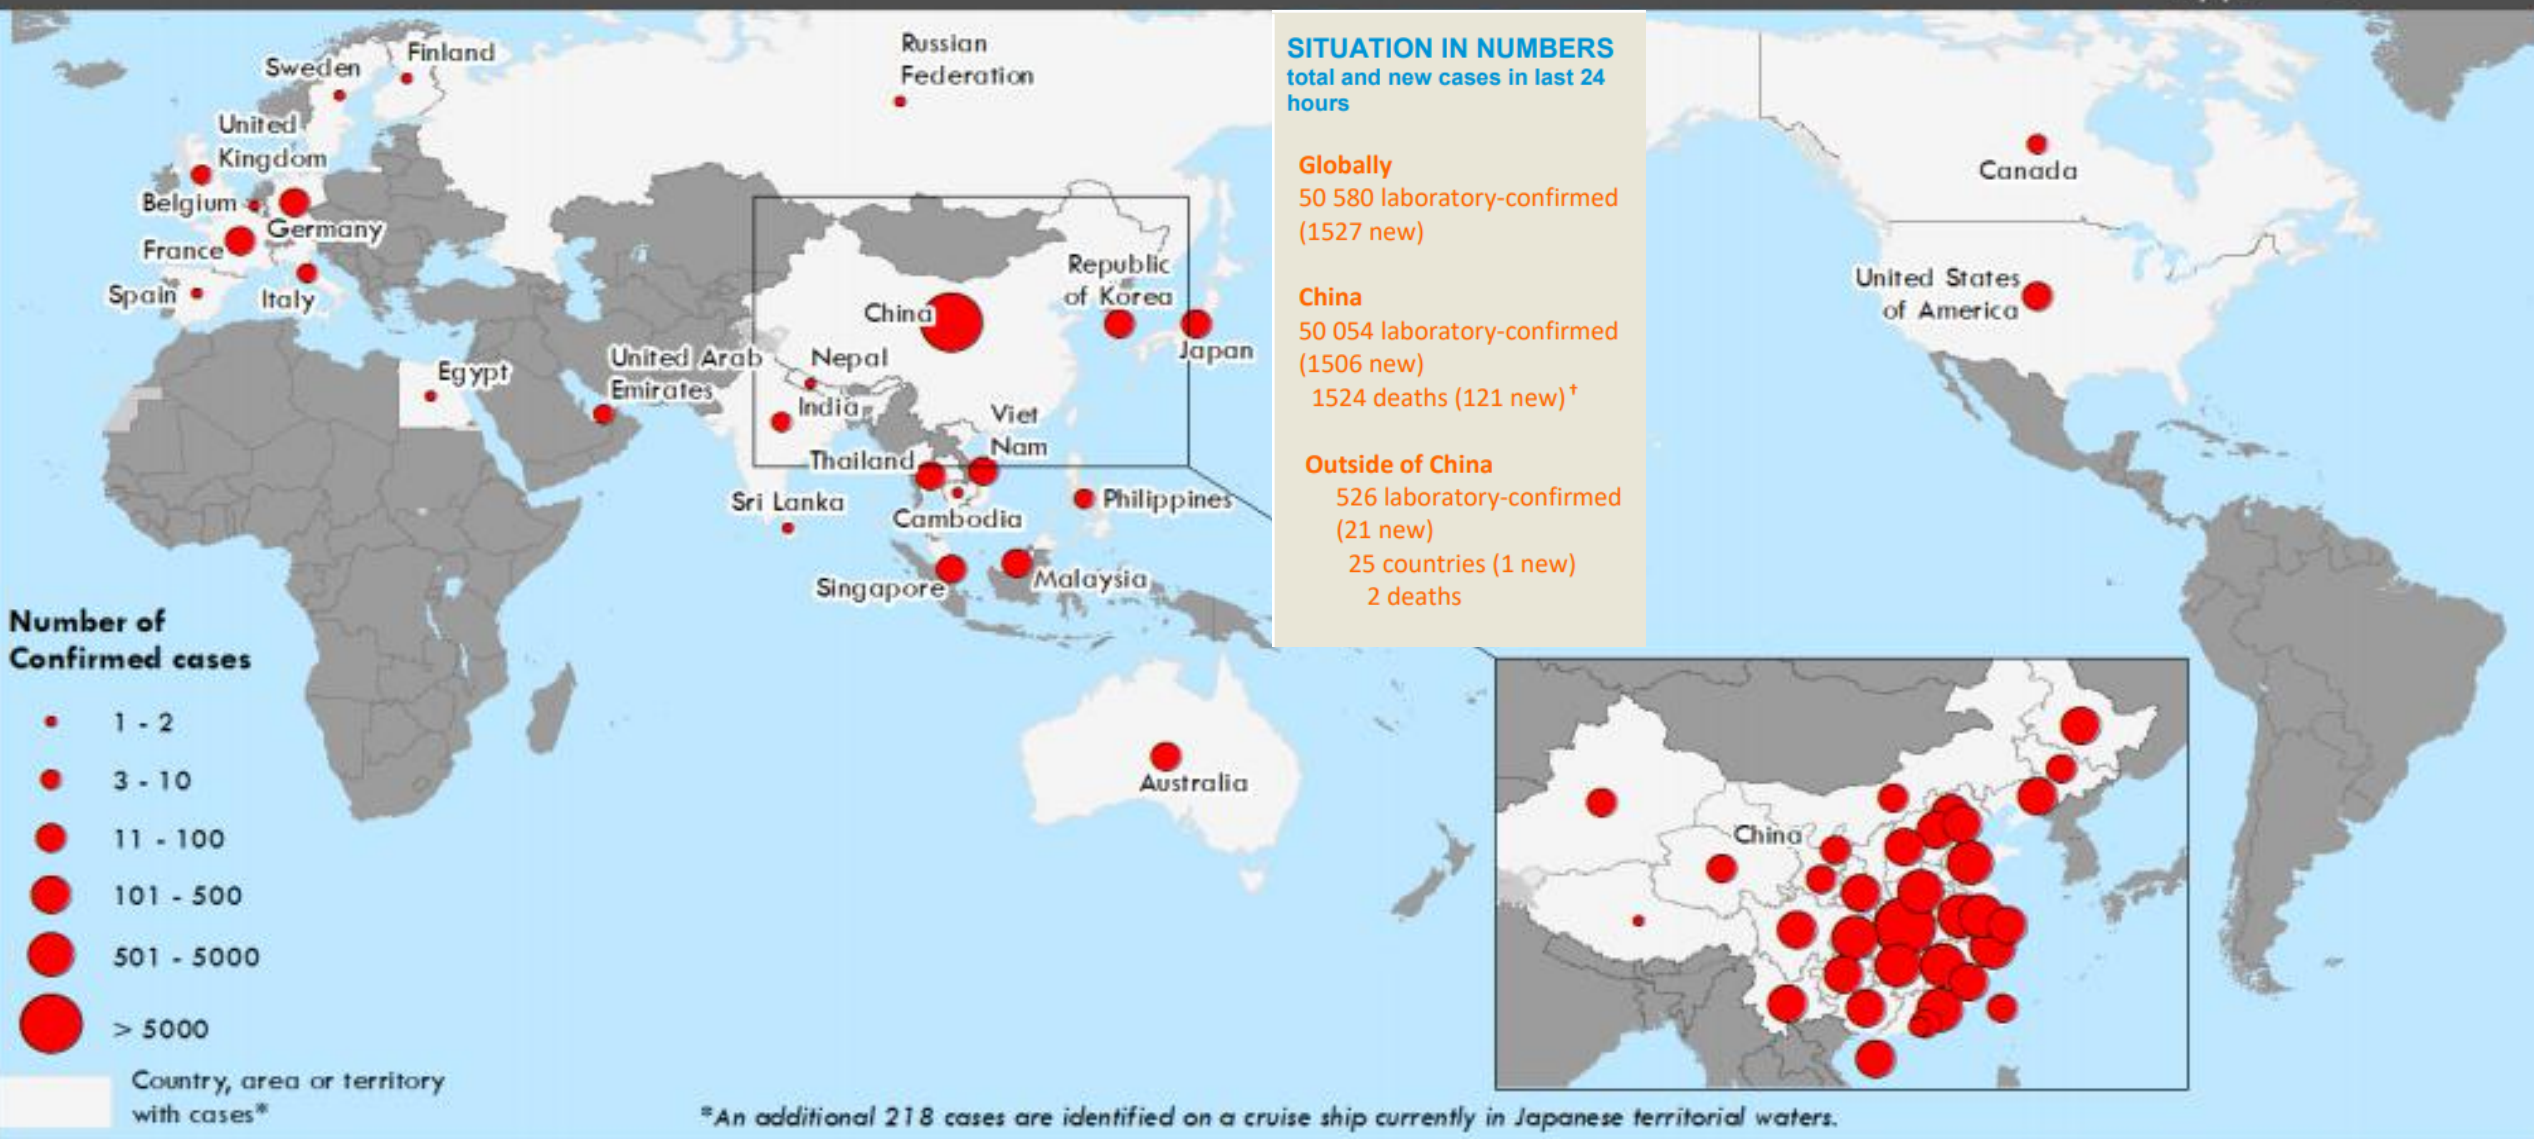 Finland
Sweden
Russian
Federation
United
Kingdom
Belgium
Germany
France
Spain
Italy
Egypt
United Arab
Emirates
Nepal
India
China
Republic
of Korea
Japan
Viet
Nam
Thailand
Sri Lanka
Cambodia
Philippines
Singapore
Malaysia
Australia
SITUATION IN NUMBERS
total and new cases in last 24
hours
Globally
50 580 laboratory-confirmed
(1527 new)
China
50 054 laboratory-confirmed
(1506 new)
1524 deaths (121 new) †
Outside of China
526 laboratory-confirmed
(21 new)
25 countries (1 new)
2 deaths
Canada
United States
of America
China
Number of
Confirmed cases
1 - 2
3 - 10
11 - 100
101 - 500
501 - 5000
> 5000
Country, area or territory
with cases*
*An additional 218 cases are identified on a cruise ship currently in Japanese territorial waters.